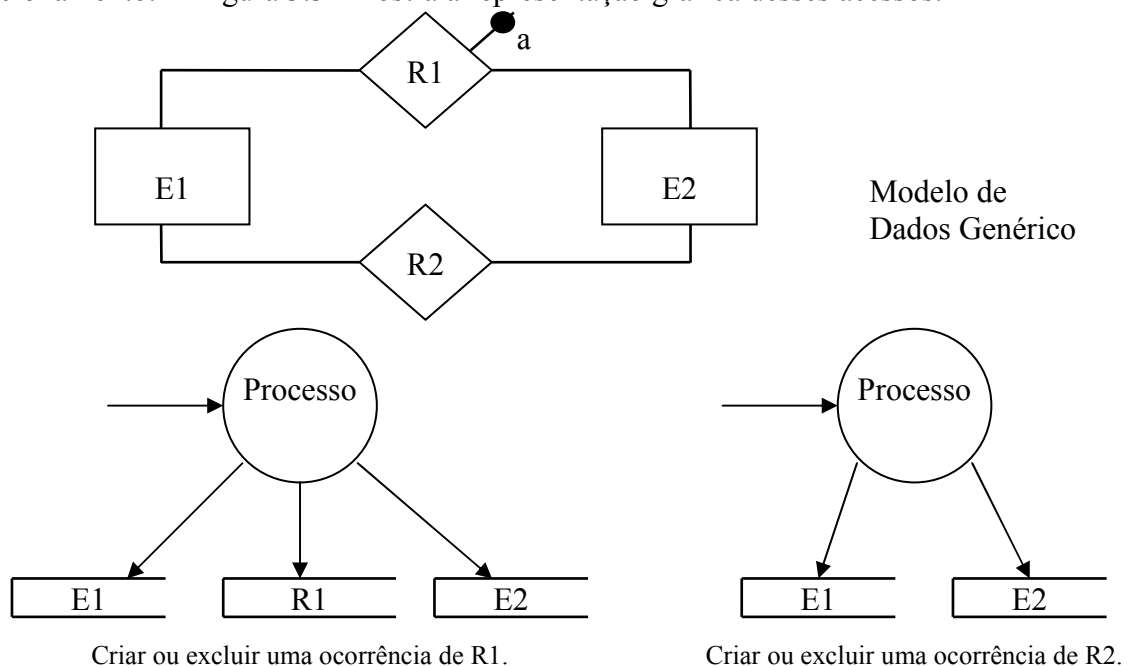 a
R1
E1
E2
Modelo de
Dados Genérico
R2
Processo
Processo
E1
R1
E2
E1
E2
Criar ou excluir uma ocorrência de R1.
Criar ou excluir uma ocorrência de R2.